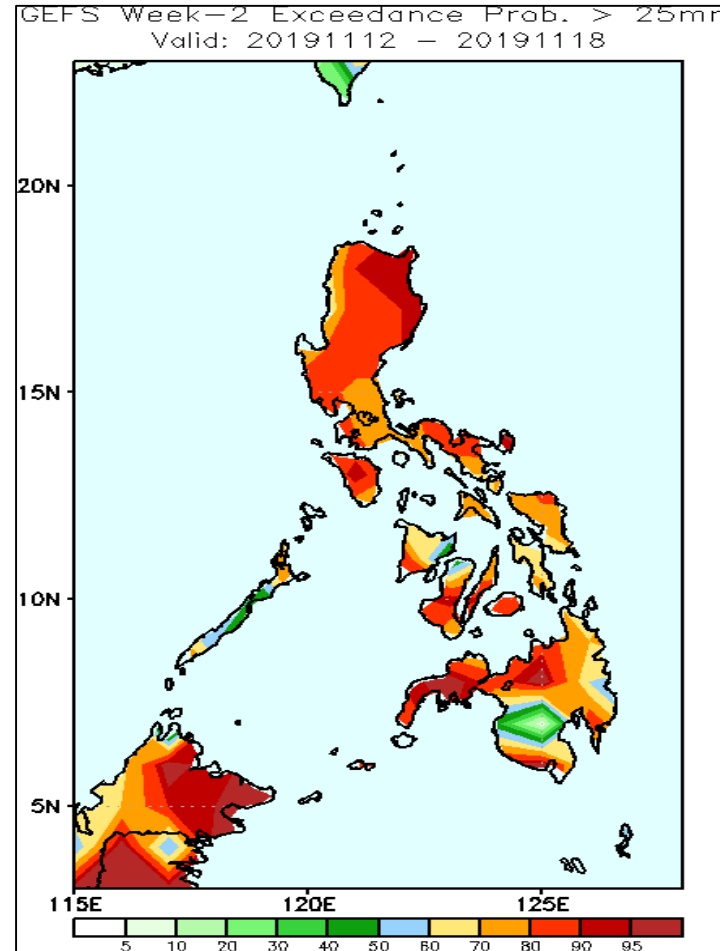 GEFS Week-2 Exceedance Prob. > 25mm
Valid: 20191112 - 20191118
20N
15N
10N
5N
115E 120E 125E
5 10 20 30 40 50 60 70 80 90 95